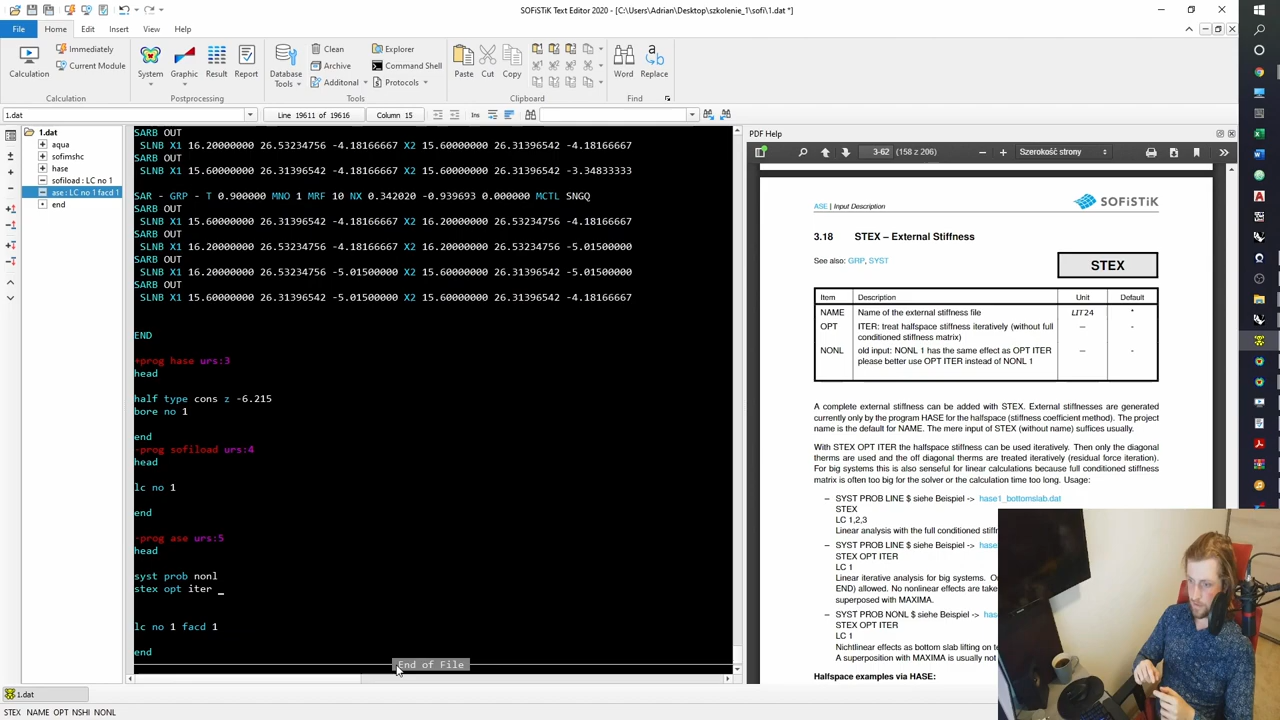 SOFiSTiK Text Editor 2020 - [C:\Users\Adrian\Desktop\szkolenie_1\sofi\1.dat *]
File Home Edit Insert View Help
Immediately
Current Module
Calculation
System Graphic Result Report
Database Tools
Clean
Archive
Additonal
Explorer
Command Shell
Protocols
Paste Cut Copy
Word Replace
Calculation Postprocessing Tools Clipboard Find
1.dat Line 19611 of 19616 Column 15 Ins
1.dat
aqua
sofimshc
hase
sofiload : LC no 1
ase : LC no 1 facd 1
end
SARB OUT
SLNB X1 16.20000000 26.53234756 -4.18166667 X2 15.60000000 26.31396542 -4.18166667
SARB OUT
SLNB X1 15.60000000 26.31396542 -4.18166667 X2 15.60000000 26.31396542 -3.34833333
SAR - GRP - T 0.900000 MNO 1 MRF 10 NX 0.342020 -0.939693 0.000000 MCTL SNGQ
SARB OUT
SLNB X1 15.60000000 26.31396542 -4.18166667 X2 16.20000000 26.53234756 -4.18166667
SARB OUT
SLNB X1 16.20000000 26.53234756 -4.18166667 X2 16.20000000 26.53234756 -5.01500000
SARB OUT
SLNB X1 16.20000000 26.53234756 -5.01500000 X2 15.60000000 26.31396542 -5.01500000
SARB OUT
SLNB X1 15.60000000 26.31396542 -5.01500000 X2 15.60000000 26.31396542 -4.18166667
END
+prog hase urs:3
head
half type cons z -6.215
bore no 1
end
-prog sofiload urs:4
head
lc no 1
end
-prog ase urs:5
head
syst prob nonl
stex opt iter _
lc no 1 facd 1
end
End of File
1.dat
STEX NAME OPT NSHI NONL
PDF Help
3-62 (158 z 206) Szerokość strony
ASE | Input Description
SOFiSTiK
3.18 STEX – External Stiffness
See also: GRP, SYST
STEX
Item Description Unit Default
NAME Name of the external stiffness file LIT24 *
OPT ITER: treat halfspace stiffness iteratively (without full – -
conditioned stiffness matrix)
NONL old input: NONL 1 has the same effect as OPT ITER – -
please better use OPT ITER instead of NONL 1
A complete external stiffness can be added with STEX. External stiffnesses are generated
currently only by the program HASE for the halfspace (stiffness coefficient method). The project
name is the default for NAME. The mere input of STEX (without name) suffices usually.
With STEX OPT ITER the halfspace stiffness can be used iteratively. Then only the diagonal
therms are used and the off diagonal therms are treated iteratively (residual force iteration).
For big systems this is also senseful for linear calculations because full conditioned stiffness
matrix is often too big for the solver or the calculation time too long. Usage:
– SYST PROB LINE $ siehe Beispiel -> hase1_bottomslab.dat
STEX
LC 1,2,3
Linear analysis with the full conditioned stiffn
– SYST PROB LINE $ siehe Beispiel -> hase
STEX OPT ITER
LC 1
Linear iterative analysis for big systems. O
END) allowed. No nonlinear effects are take
superposed with MAXIMA.
– SYST PROB NONL $ siehe Beispiel -> has
STEX OPT ITER
LC 1
Nichtlinear effects as bottom slab lifting on te
A superposition with MAXIMA is usually not
Halfspace examples via HASE: